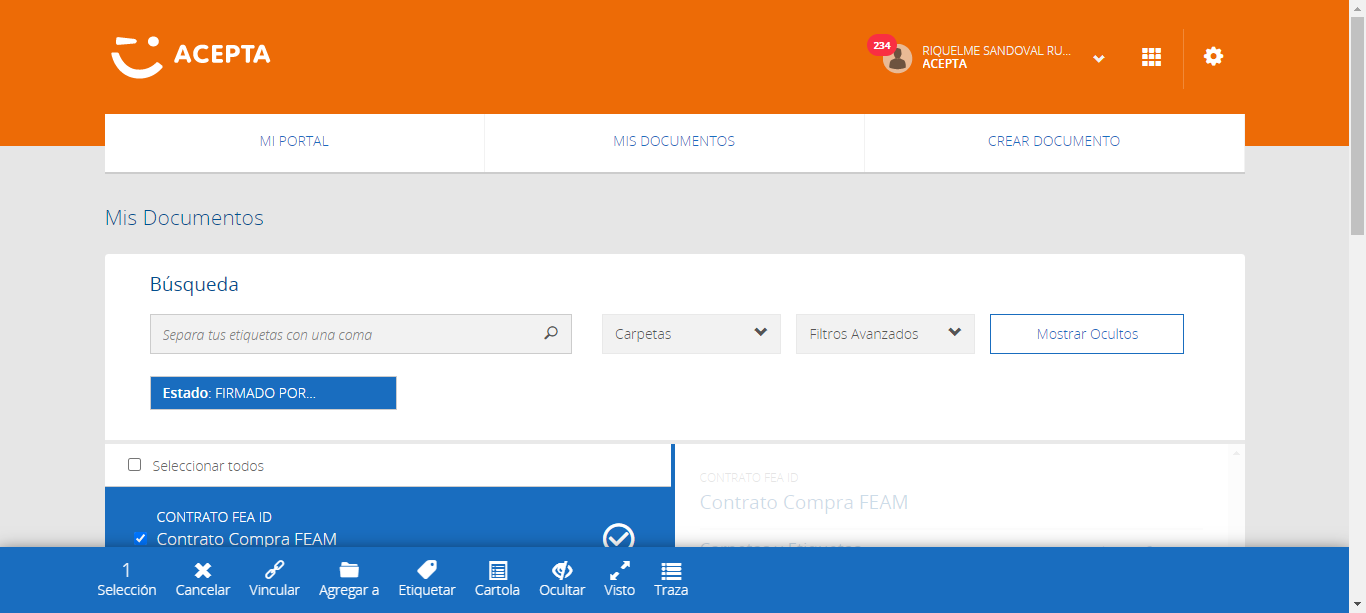 ACEPTA
234
RIQUELME SANDOVAL RU...
ACEPTA
MI PORTAL
MIS DOCUMENTOS
CREAR DOCUMENTO
Mis Documentos
Búsqueda
Separa tus etiquetas con una coma
Carpetas
Filtros Avanzados
Mostrar Ocultos
Estado: FIRMADO POR...
Seleccionar todos
CONTRATO FEA ID
Contrato Compra FEAM
CONTRATO FEA ID
Contrato Compra FEAM
Carpetas y Etiquetas
1
Selección
Cancelar
Vincular
Agregar a
Etiquetar
Cartola
Ocultar
Visto
Traza